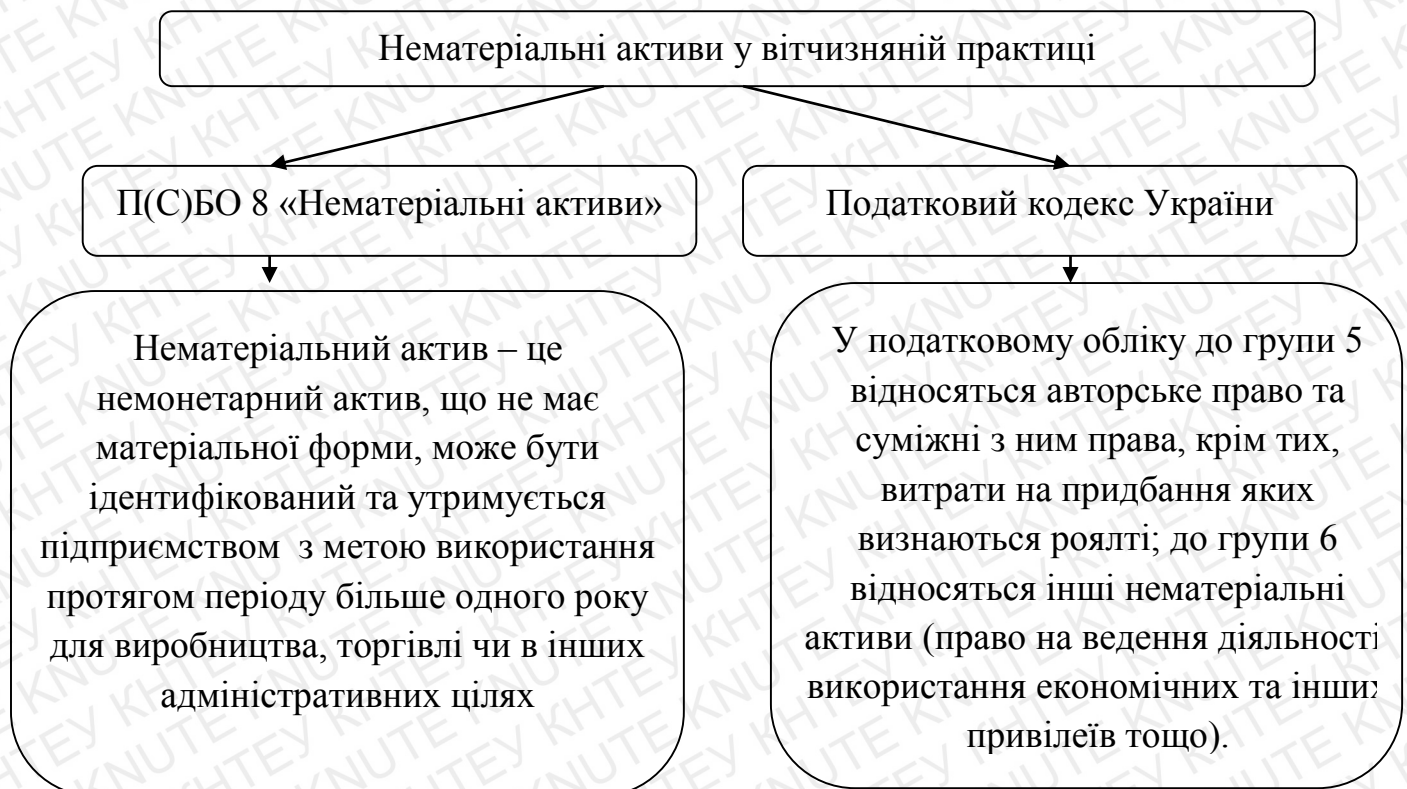 Нематеріальні активи у вітчизняній практиці
П(С)БО 8 «Нематеріальні активи»
Податковий кодекс України
Нематеріальний актив – це
немонетарний актив, що не має
матеріальної форми, може бути
ідентифікований та утримується
підприємством з метою використання
протягом періоду більше одного року
для виробництва, торгівлі чи в інших
адміністративних цілях
У податковому обліку до групи 5
відносяться авторське право та
суміжні з ним права, крім тих,
витрати на придбання яких
визнаються роялті; до групи 6
відносяться інші нематеріальні
активи (право на ведення діяльності
використання економічних та інших
привілеїв тощо).